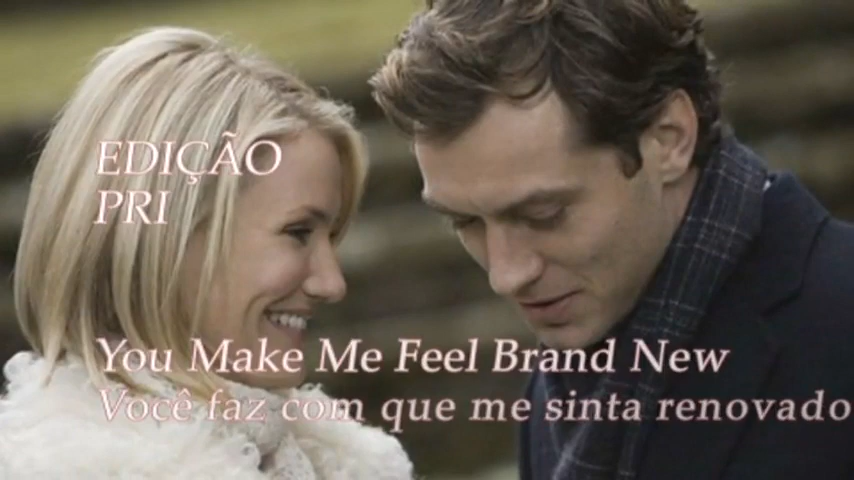 EDIÇÃO
PRI
You Make Me Feel Brand New
Você faz com que me sinta renovado